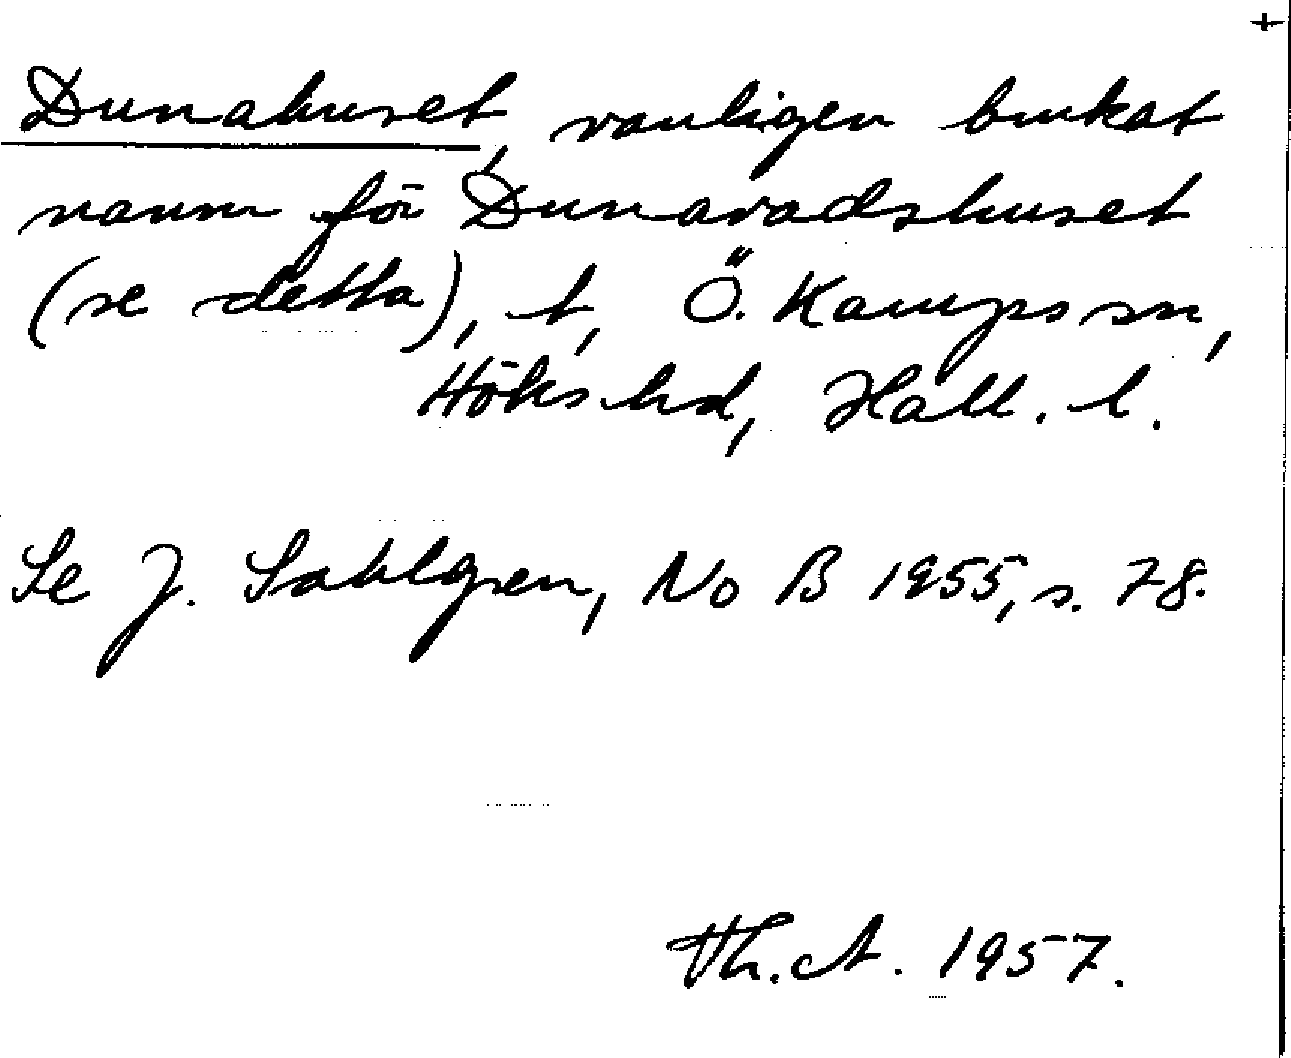 +
Dunahuset, vanligen brukat
namn för Dunaradshuset
(se detta), t, Ö. Karups sn,
Höks hd, Hall. l.
Se J. Sahlgren, NoB 1955, s. 78.
Th. A. 1957.